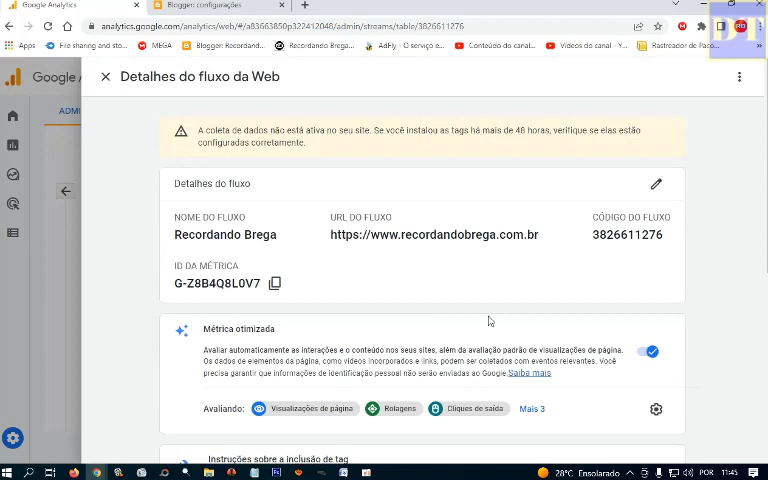 Google Analytics
Blogger: configurações
analytics.google.com/analytics/web/#/a83663850p322412048/admin/streams/table/3826611276
RD
DT
Apps
File sharing and sto...
MEGA
Blogger: Recordand...
Recordando Brega...
AdFly - O serviço e...
Conteúdo do canal...
Vídeos do canal - Y...
Rastreador de Paco...
Google A
ADMI
Detalhes do fluxo da Web
A coleta de dados não está ativa no seu site. Se você instalou as tags há mais de 48 horas, verifique se elas estão
configuradas corretamente.
Detalhes do fluxo
NOME DO FLUXO
URL DO FLUXO
CÓDIGO DO FLUXO
Recordando Brega
https://www.recordandobrega.com.br
3826611276
ID DA MÉTRICA
G-Z8B4Q8L0V7
Métrica otimizada
Avaliar automaticamente as interações e o conteúdo nos seus sites, além da avaliação padrão de visualizações de página.
Os dados de elementos da página, como vídeos incorporados e links, podem ser coletados com eventos relevantes. Você
precisa garantir que informações de identificação pessoal não serão enviadas ao Google. Saiba mais
Avaliando:
Visualizações de página
Rolagens
Cliques de saída
Mais 3
Instruções sobre a inclusão de tag
28°C Ensolarado
POR
11:45